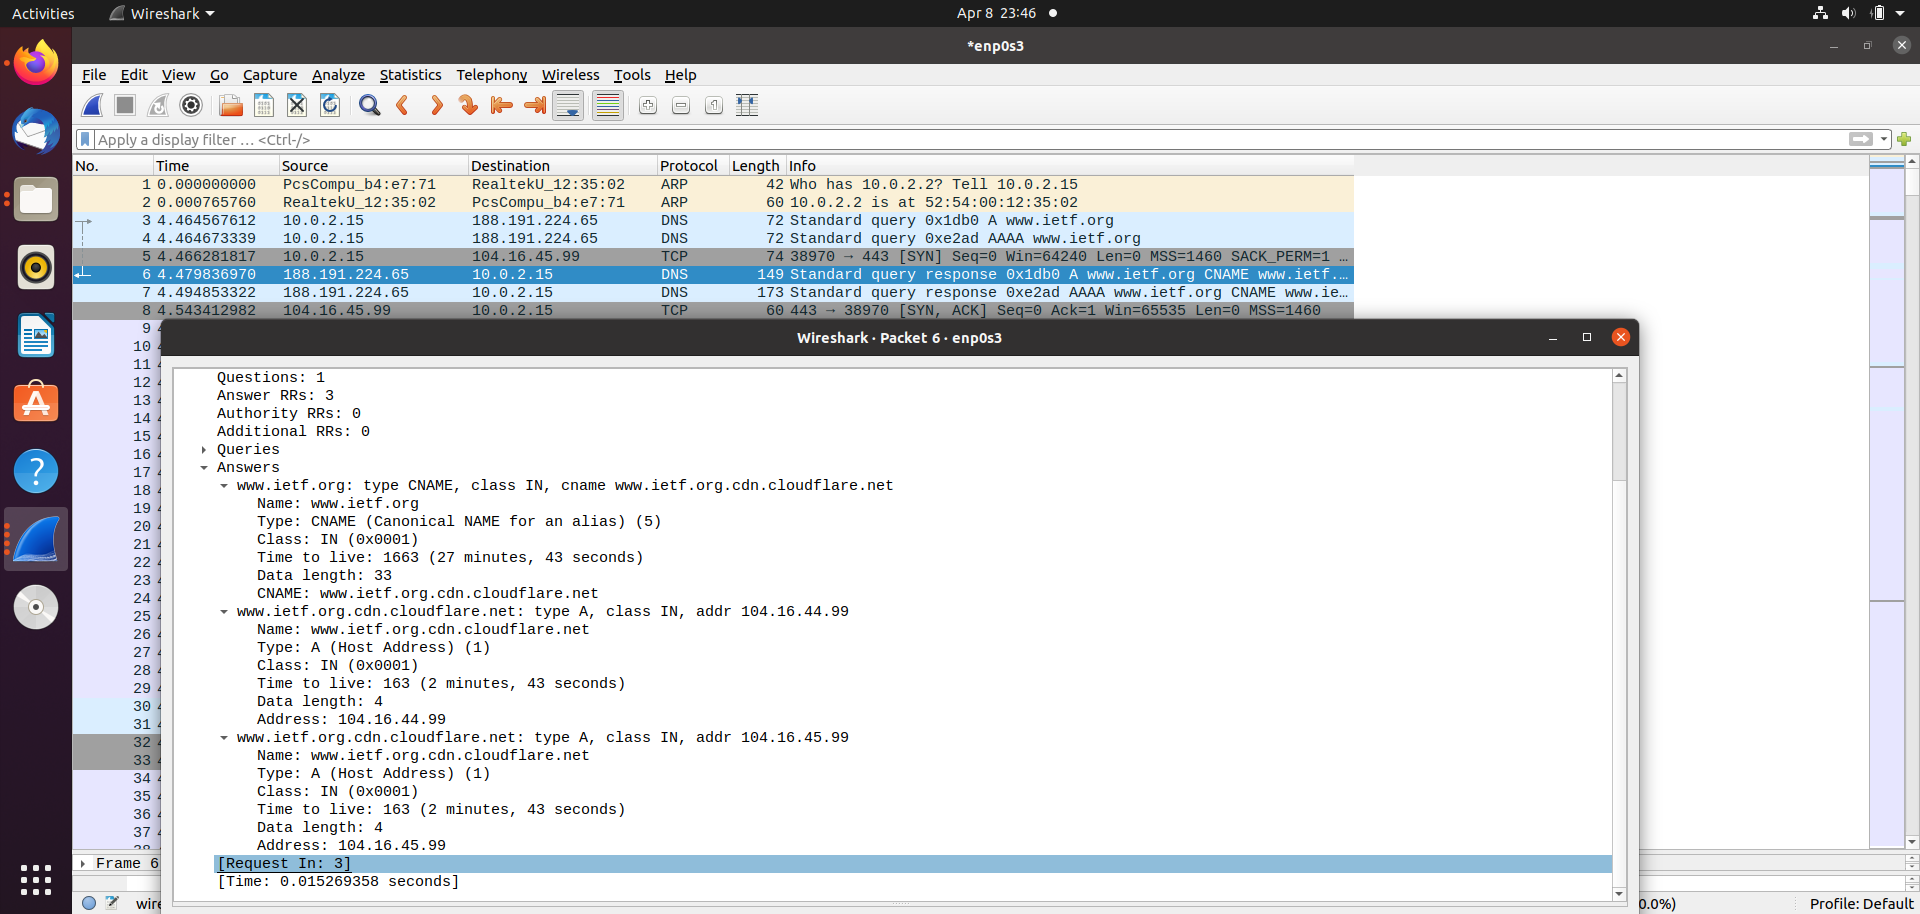 Activities Wireshark Apr 8 23:46
*enp0s3
File Edit View Go Capture Analyze Statistics Telephony Wireless Tools Help
Apply a display filter … <Ctrl-/>
No. Time Source Destination Protocol Length Info
1 0.000000000 PcsCompu_b4:e7:71 RealtekU_12:35:02 ARP 42 Who has 10.0.2.2? Tell 10.0.2.15
2 0.000765760 RealtekU_12:35:02 PcsCompu_b4:e7:71 ARP 60 10.0.2.2 is at 52:54:00:12:35:02
3 4.464567612 10.0.2.15 188.191.224.65 DNS 72 Standard query 0x1db0 A www.ietf.org
4 4.464673339 10.0.2.15 188.191.224.65 DNS 72 Standard query 0xe2ad AAAA www.ietf.org
5 4.466281817 10.0.2.15 104.16.45.99 TCP 74 38970 → 443 [SYN] Seq=0 Win=64240 Len=0 MSS=1460 SACK_PERM=1 …
6 4.479836970 188.191.224.65 10.0.2.15 DNS 149 Standard query response 0x1db0 A www.ietf.org CNAME www.ietf.…
7 4.494853322 188.191.224.65 10.0.2.15 DNS 173 Standard query response 0xe2ad AAAA www.ietf.org CNAME www.ie…
8 4.543412982 104.16.45.99 10.0.2.15 TCP 60 443 → 38970 [SYN, ACK] Seq=0 Ack=1 Win=65535 Len=0 MSS=1460
9
10
11
12
13
14
15
16
17
18
19
20
21
22
23
24
25
26
27
28
29
30
31
32
33
34
35
36
37
Wireshark · Packet 6 · enp0s3
Questions: 1
Answer RRs: 3
Authority RRs: 0
Additional RRs: 0
Queries
Answers
www.ietf.org: type CNAME, class IN, cname www.ietf.org.cdn.cloudflare.net
Name: www.ietf.org
Type: CNAME (Canonical NAME for an alias) (5)
Class: IN (0x0001)
Time to live: 1663 (27 minutes, 43 seconds)
Data length: 33
CNAME: www.ietf.org.cdn.cloudflare.net
www.ietf.org.cdn.cloudflare.net: type A, class IN, addr 104.16.44.99
Name: www.ietf.org.cdn.cloudflare.net
Type: A (Host Address) (1)
Class: IN (0x0001)
Time to live: 163 (2 minutes, 43 seconds)
Data length: 4
Address: 104.16.44.99
www.ietf.org.cdn.cloudflare.net: type A, class IN, addr 104.16.45.99
Name: www.ietf.org.cdn.cloudflare.net
Type: A (Host Address) (1)
Class: IN (0x0001)
Time to live: 163 (2 minutes, 43 seconds)
Data length: 4
Address: 104.16.45.99
[Request In: 3]
[Time: 0.015269358 seconds]
Frame 6
wire
0.0%) Profile: Default